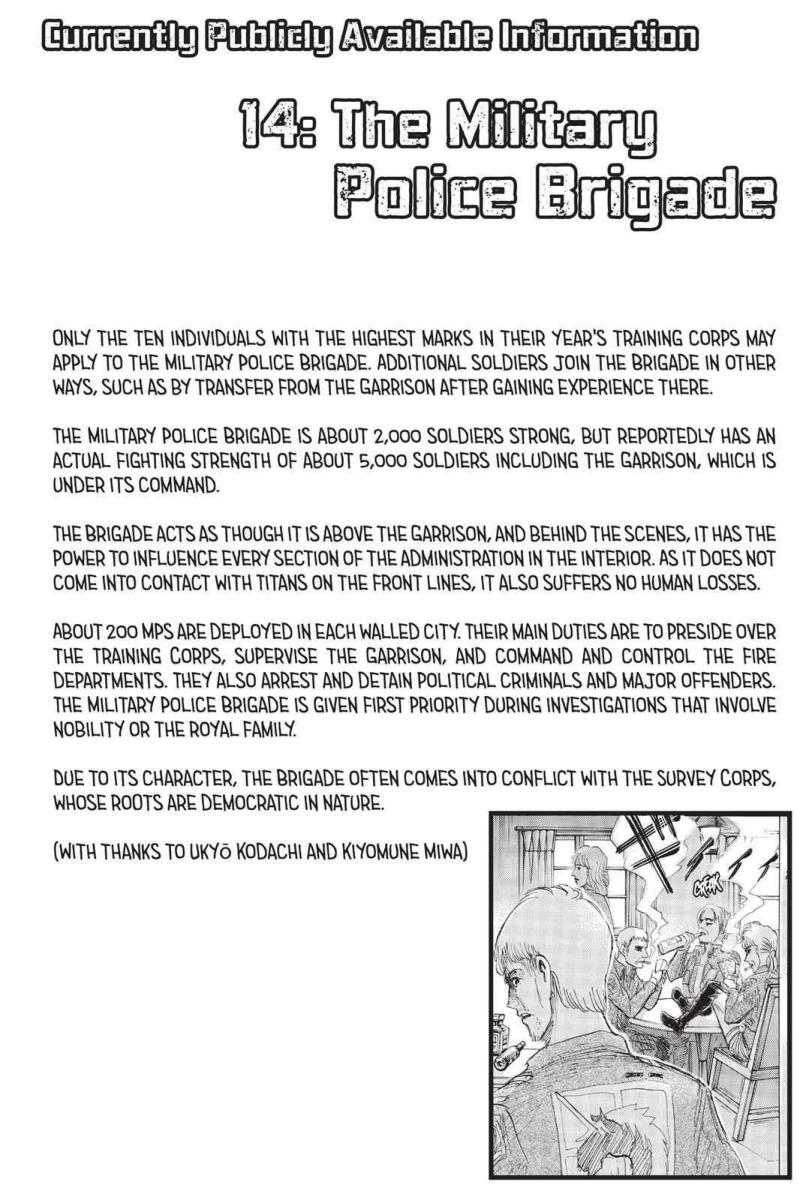 Currently Publicly Available Information
14: The Military
Police Brigade
ONLY THE TEN INDIVIDUALS WITH THE HIGHEST MARKS IN THEIR YEAR'S TRAINING CORPS MAY
APPLY TO THE MILITARY POLICE BRIGADE. ADDITIONAL SOLDIERS JOIN THE BRIGADE IN OTHER
WAYS, SUCH AS BY TRANSFER FROM THE GARRISON AFTER GAINING EXPERIENCE THERE.
THE MILITARY POLICE BRIGADE IS ABOUT 2,000 SOLDIERS STRONG, BUT REPORTEDLY HAS AN
ACTUAL FIGHTING STRENGTH OF ABOUT 5,000 SOLDIERS INCLUDING THE GARRISON, WHICH IS
UNDER ITS COMMAND.
THE BRIGADE ACTS AS THOUGH IT IS ABOVE THE GARRISON, AND BEHIND THE SCENES, IT HAS THE
POWER TO INFLUENCE EVERY SECTION OF THE ADMINISTRATION IN THE INTERIOR. AS IT DOES NOT
COME INTO CONTACT WITH TITANS ON THE FRONT LINES, IT ALSO SUFFERS NO HUMAN LOSSES.
ABOUT 200 MPS ARE DEPLOYED IN EACH WALLED CITY. THEIR MAIN DUTIES ARE TO PRESIDE OVER
THE TRAINING CORPS, SUPERVISE THE GARRISON, AND COMMAND AND CONTROL THE FIRE
DEPARTMENTS. THEY ALSO ARREST AND DETAIN POLITICAL CRIMINALS AND MAJOR OFFENDERS.
THE MILITARY POLICE BRIGADE IS GIVEN FIRST PRIORITY DURING INVESTIGATIONS THAT INVOLVE
NOBILITY OR THE ROYAL FAMILY.
DUE TO ITS CHARACTER, THE BRIGADE OFTEN COMES INTO CONFLICT WITH THE SURVEY CORPS,
WHOSE ROOTS ARE DEMOCRATIC IN NATURE.
(WITH THANKS TO UKYŌ KODACHI AND KIYOMUNE MIWA)
CREAK